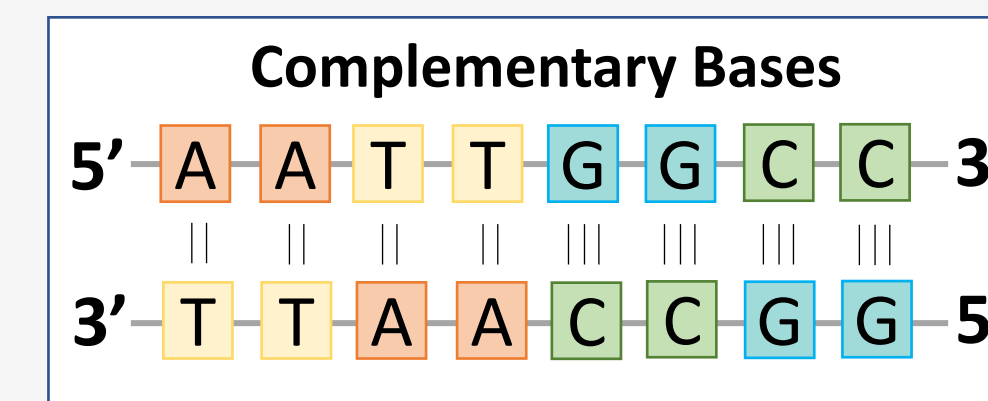 Complementary Bases
5’ A A T T G G C C 3
3’ T T A A C C G G 5